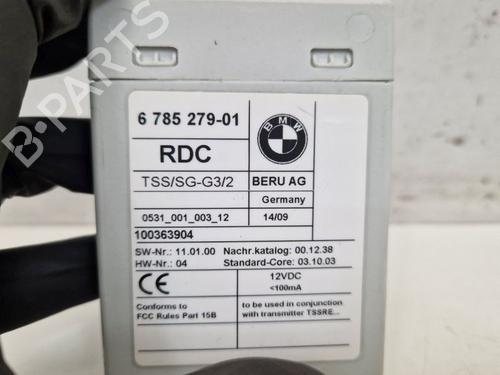 B-PARTS
6 785 279-01
BMW
RDC
TSS/SG-G3/2 BERU AG
Germany
0531_001_003_12 14/09
100363904
SW-Nr.: 11.01.00 Nachr.katalog: 00.12.38
HW-Nr.: 04 Standard-Core: 03.10.03
CE 12VDC
<100mA
Conforms to to be used in conjunction
FCC Rules Part 15B with transmitter TSSRE...